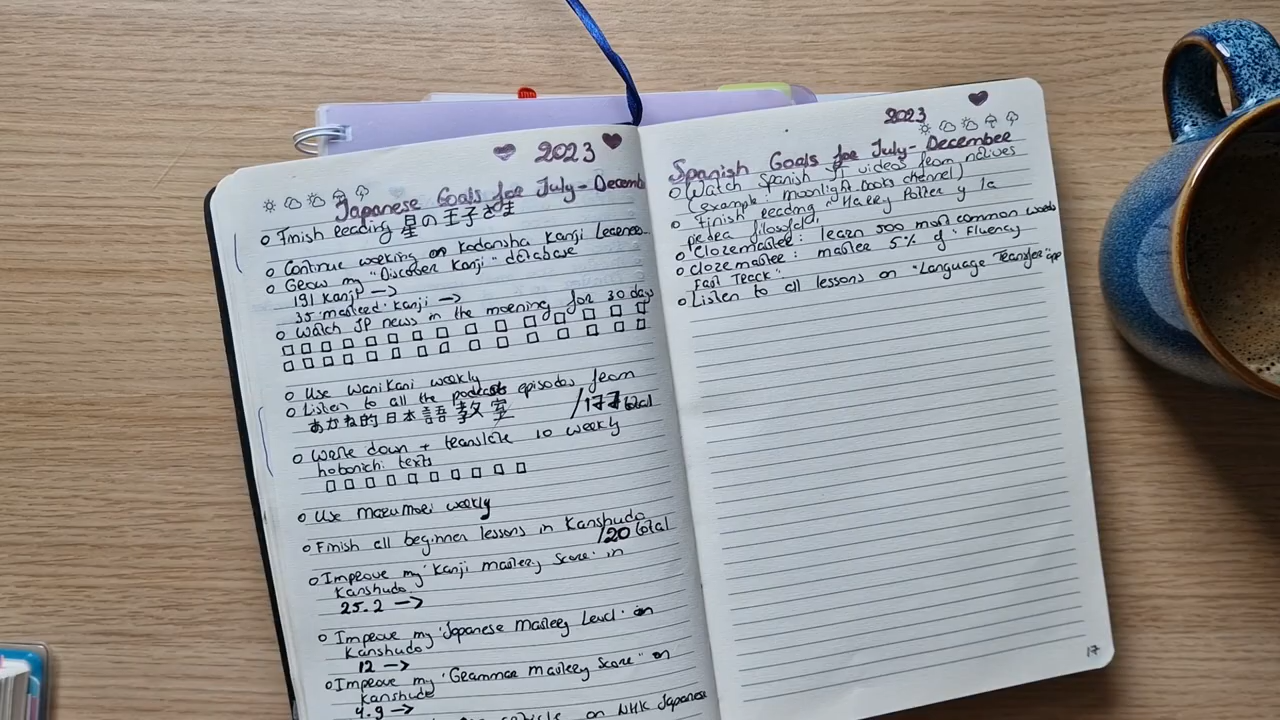 2023
Japanese Goals for July - Decemb
Finish reading 星の王子さま
Continue working on Kodansha Kanji Learner...
Grow my "Discover Kanji" database
191 Kanji →
35 mastered kanji →
Watch JP news in the morning for 30 days
Use WaniKani weekly
Listen to all the podcasts episodes from
あかね的日本語教室 /177 total
Write down + translate 10 weekly
hobonichi texts
Use Marumori weekly
Finish all beginner lessons in Kanshudo
/20 total
Improve my "Kanji mastery score" in
Kanshudo
25.2 →
Improve my "Japanese Mastery Level" on
Kanshudo
12 →
Improve my "Grammar mastery score" on
Kanshudo
4.9 →
article on NHK Japanese
2023
Spanish Goals for July - December
Watch Spanish YT videos from natives
(example: moonlight books channel)
Finish reading "Harry Potter y la
piedra filosofal"
Clozemaster: learn 500 most common words
Clozemaster: master 5% of "Fluency
Fast Track"
Listen to all lessons on "Language Transfer" app
17